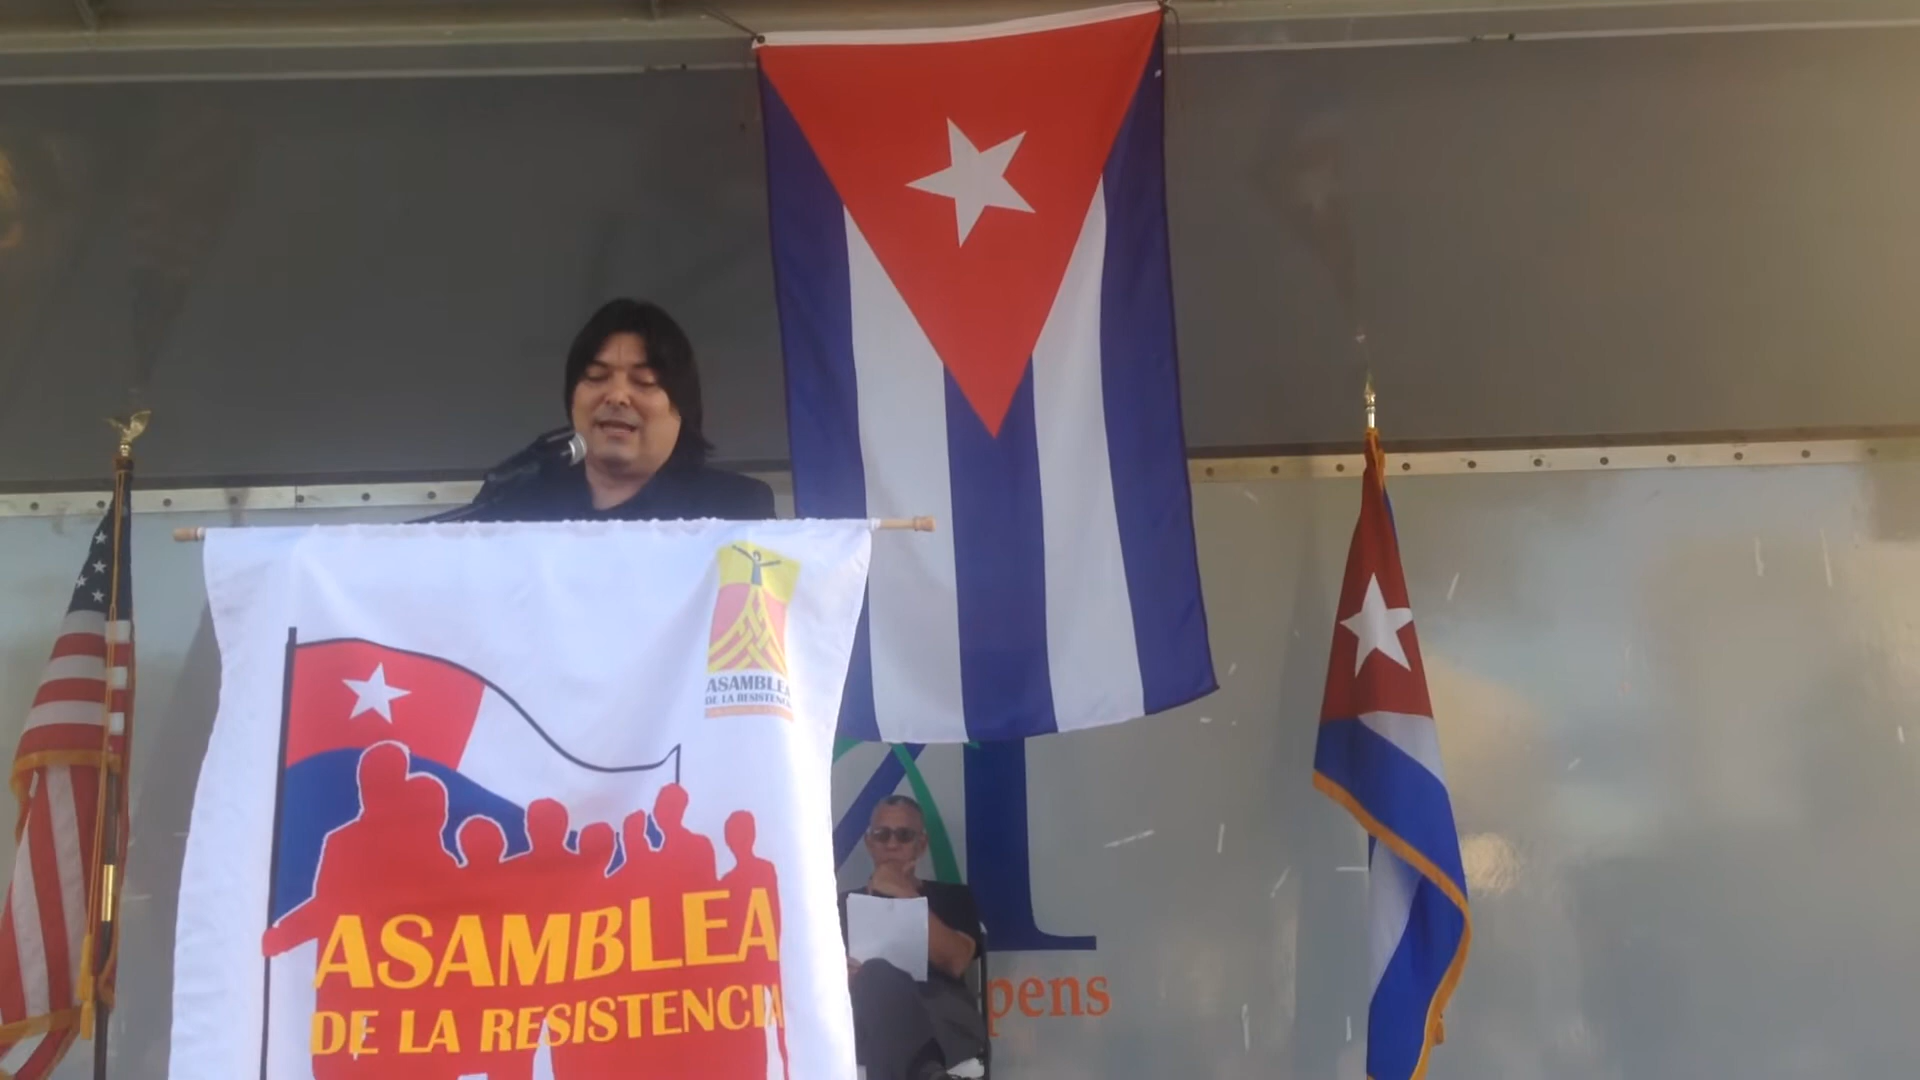 ASAMBLEA
DE LA RESISTENCIA
ASAMBLEA
DE LA RESISTENCIA
pens